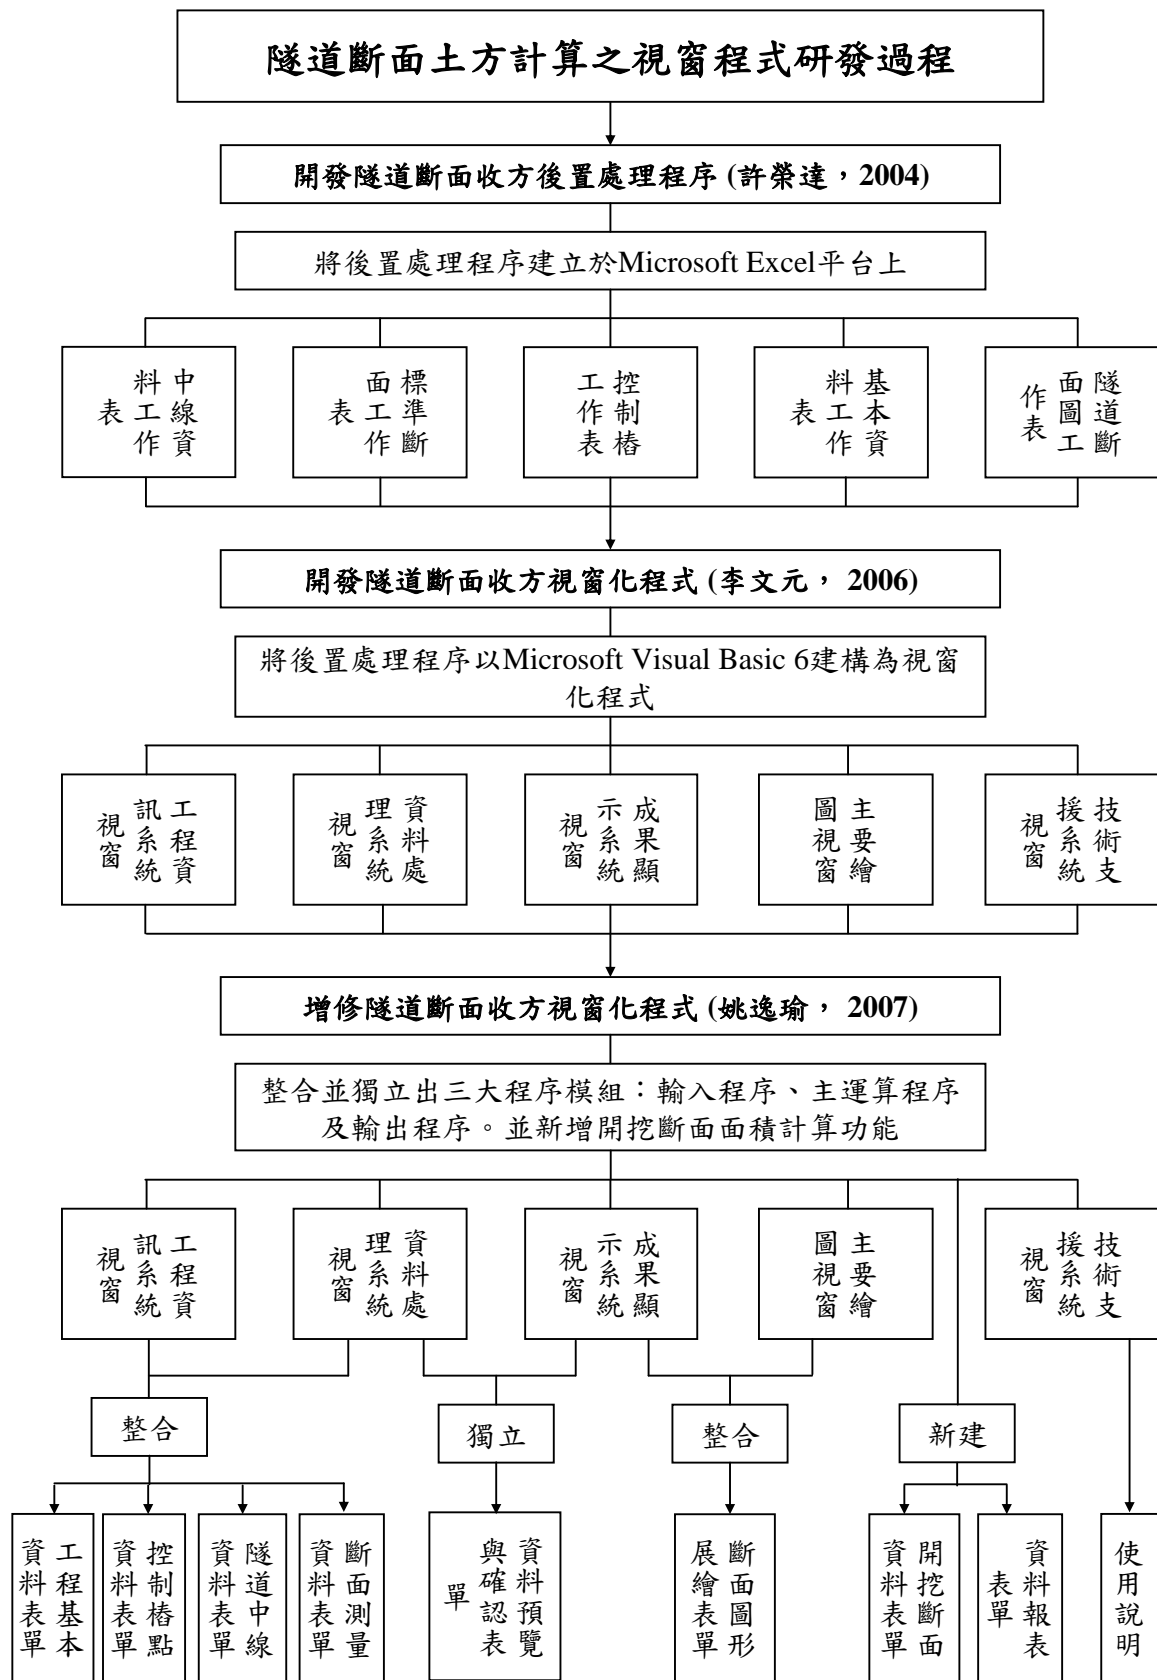 隧道斷面土方計算之視窗程式研發過程
開發隧道斷面收方後置處理程序 (許榮達，2004)
將後置處理程序建立於Microsoft Excel平台上
中線資
料工作
表
標準斷
面工作
表
控制樁
工作表
基本資
料工作
表
隧道斷
面圖工
作表
開發隧道斷面收方視窗化程式 (李文元， 2006)
將後置處理程序以Microsoft Visual Basic 6建構為視窗
化程式
工程資
訊系統
視窗
資料處
理系統
視窗
成果顯
示系統
視窗
主要繪
圖視窗
技術支
援系統
視窗
增修隧道斷面收方視窗化程式 (姚逸瑜， 2007)
整合並獨立出三大程序模組：輸入程序、主運算程序
及輸出程序。並新增開挖斷面面積計算功能
工程資
訊系統
視窗
資料處
理系統
視窗
成果顯
示系統
視窗
主要繪
圖視窗
技術支
援系統
視窗
整合
獨立
整合
新建
工程基本
資料表單
控制樁點
資料表單
隧道中線
資料表單
斷面測量
資料表單
資料預覽
與確認表
單
斷面圖形
展繪表單
開挖斷面
資料表單
資料報表
表單
使用說明